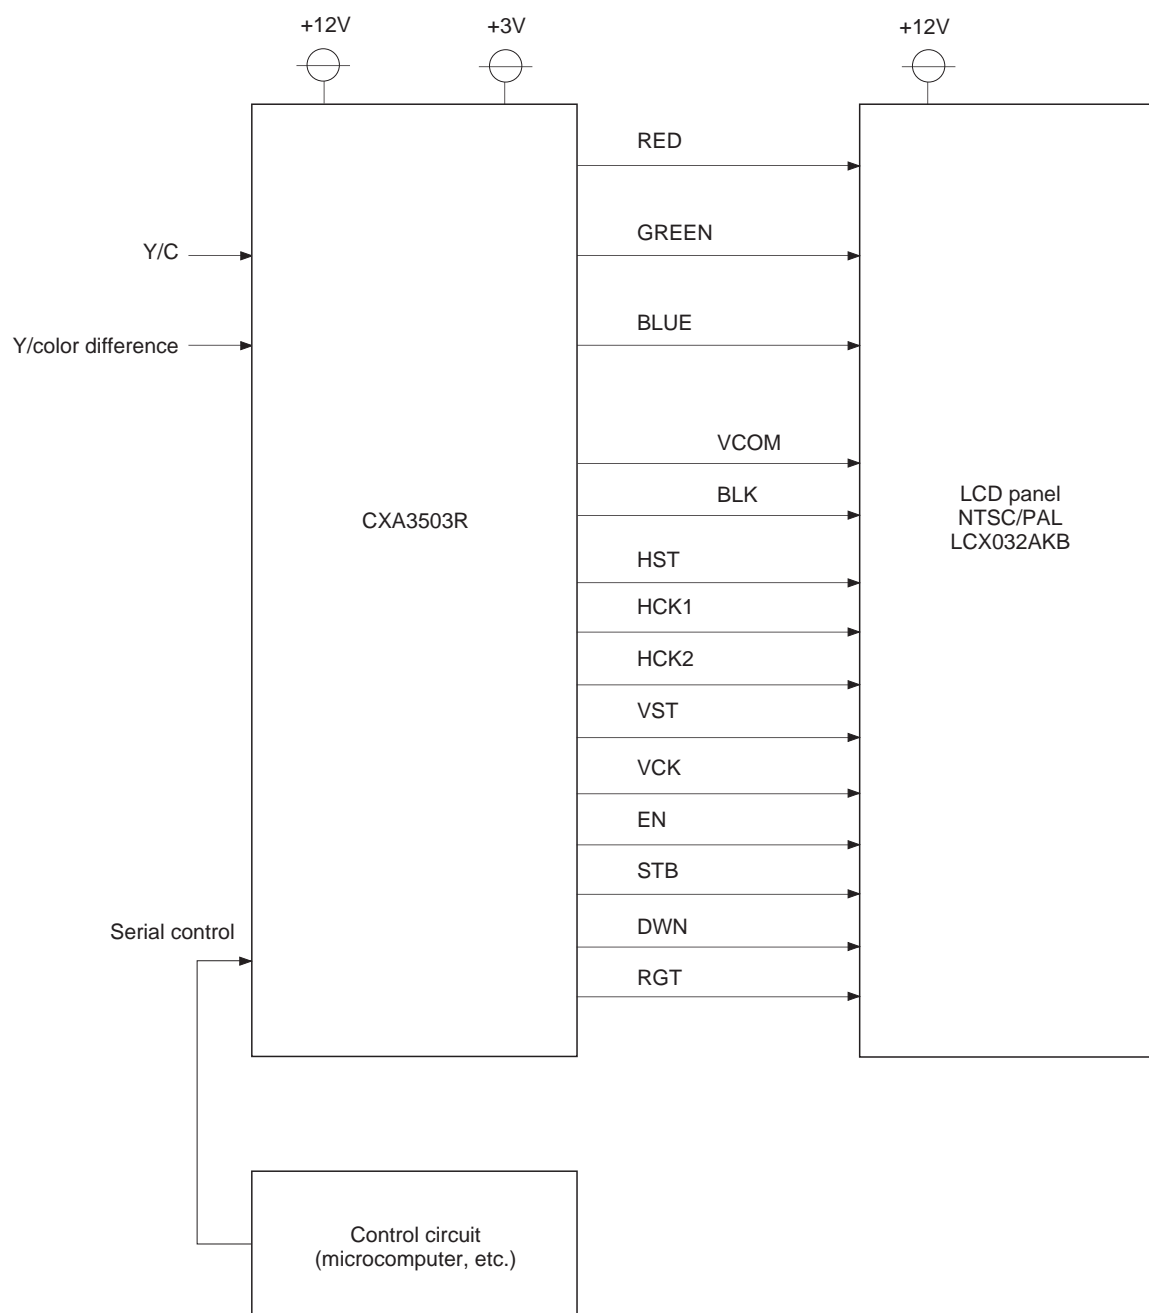 +12V
+3V
+12V
RED
GREEN
Y/C
BLUE
Y/color difference
VCOM
BLK
CXA3503R
LCD panel
NTSC/PAL
LCX032AKB
HST
HCK1
HCK2
VST
VCK
EN
STB
DWN
Serial control
RGT
Control circuit
(microcomputer, etc.)